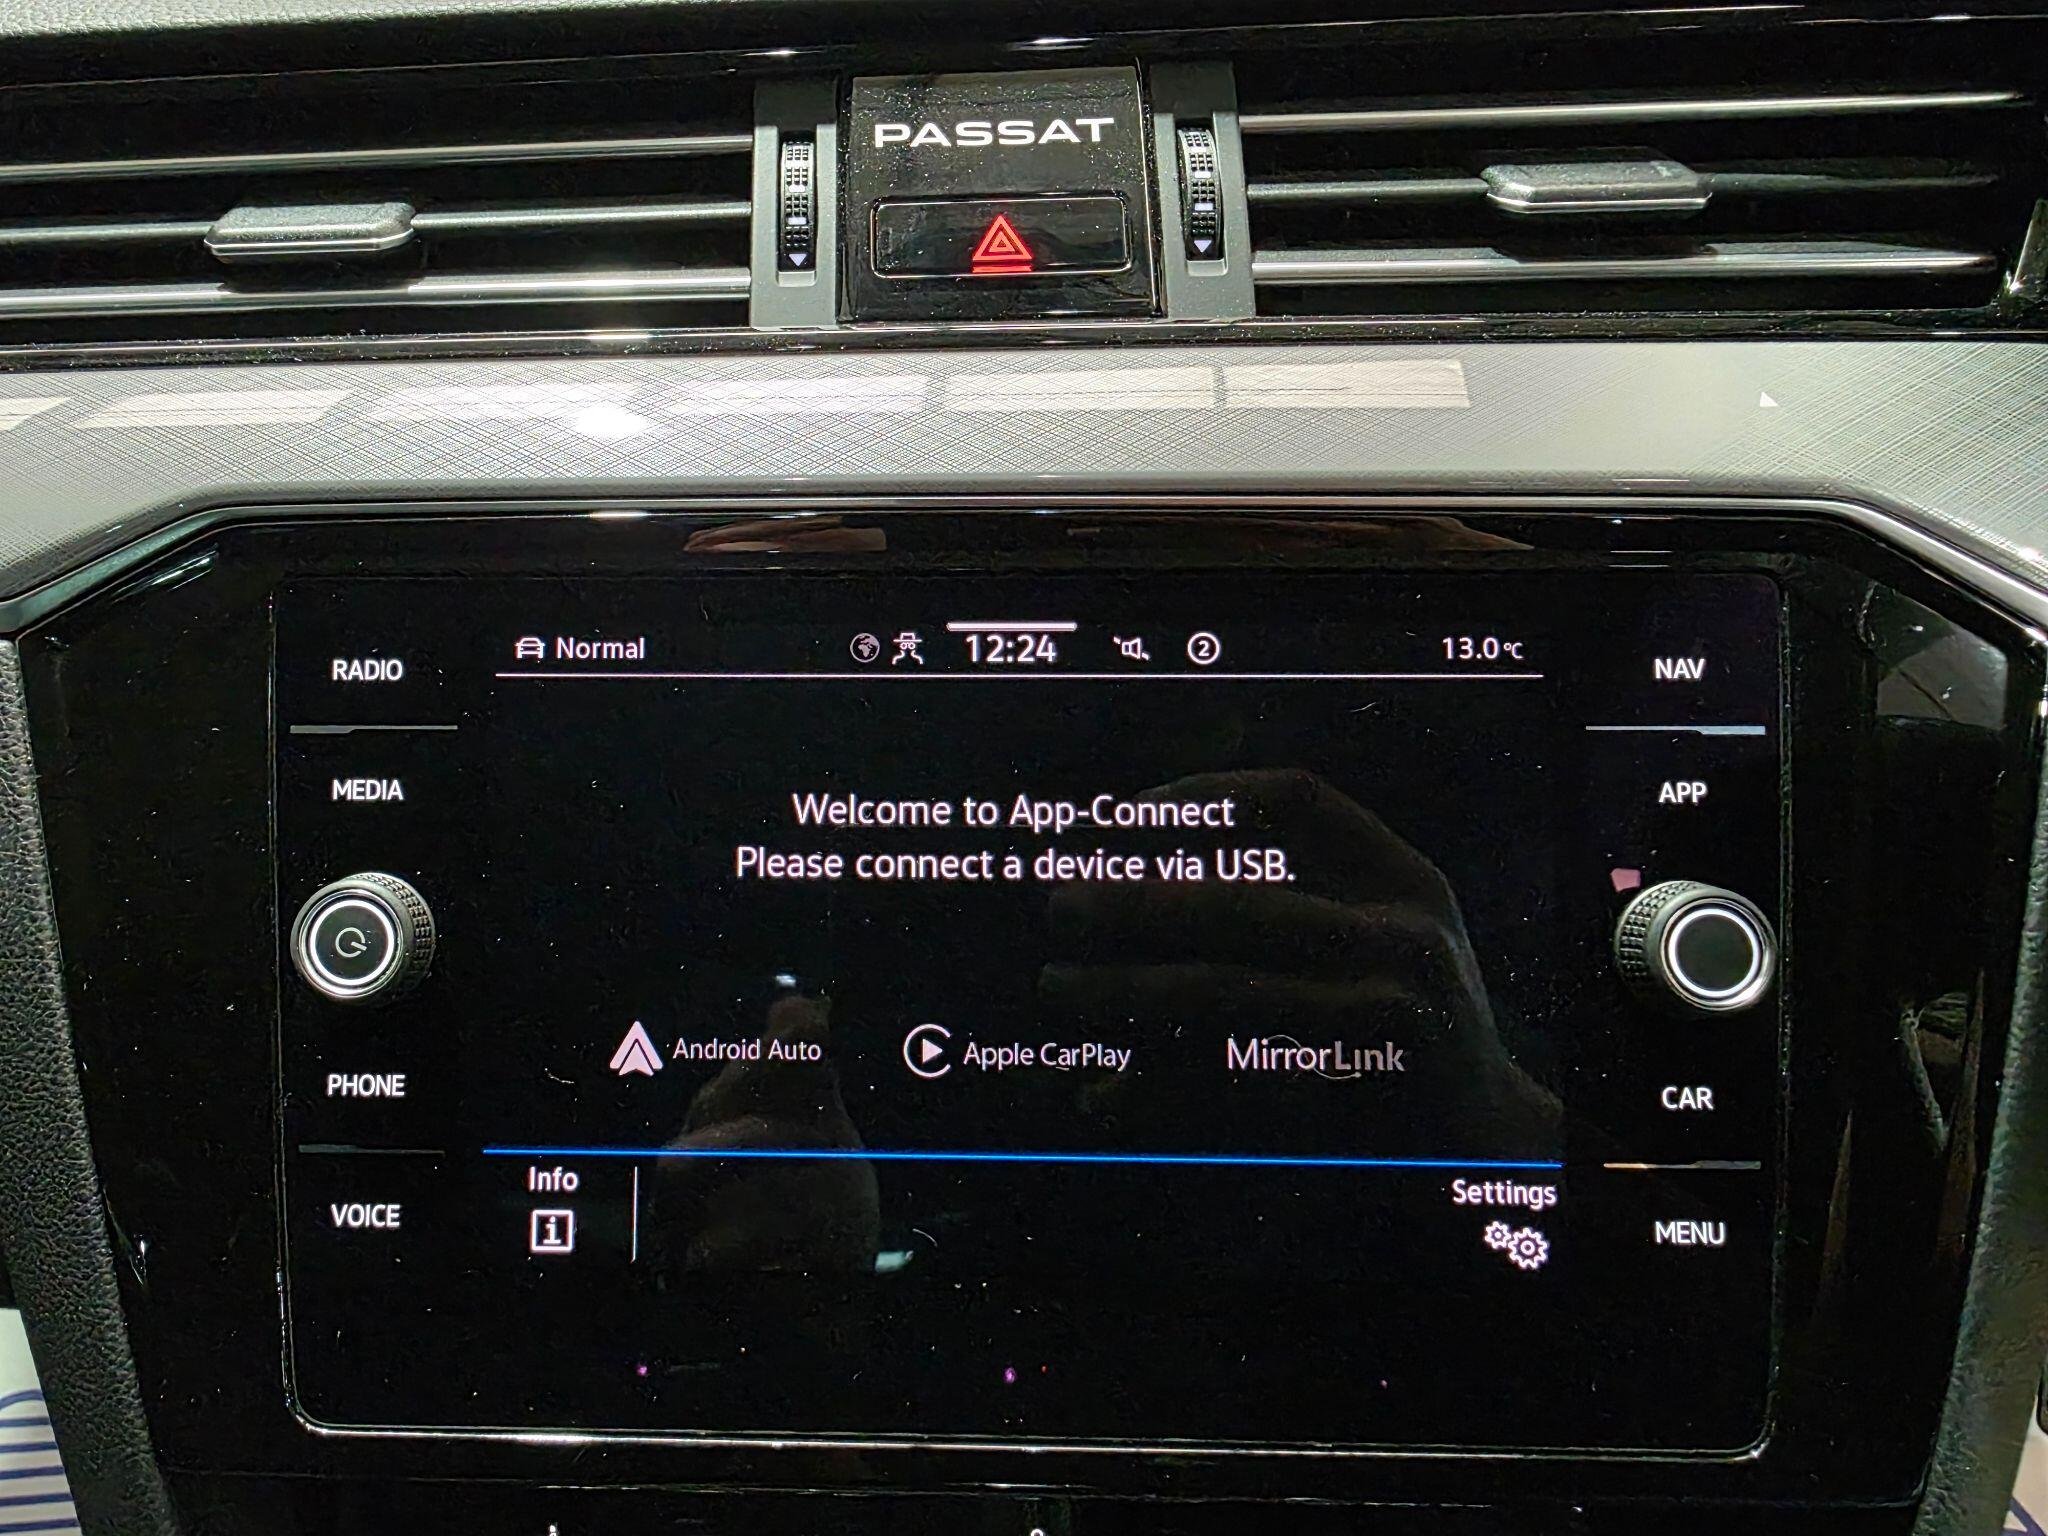 PASSAT
RADIO
Normal
12:24
2
13.0°C
NAV
MEDIA
APP
Welcome to App-Connect
Please connect a device via USB.
Android Auto
Apple CarPlay
MirrorLink
PHONE
CAR
Info
i
Settings
VOICE
MENU